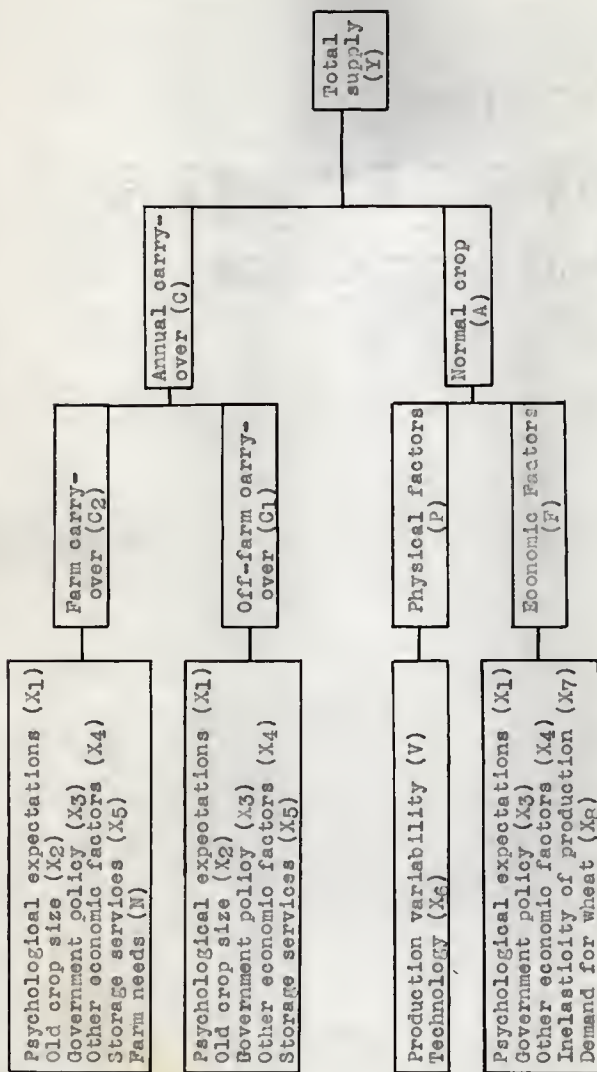 Psychological expectations (X1)
Old crop size (X2)
Government policy (X3)
Other economic factors (X4)
Storage services (X5)
Farm needs (N)
Farm carry-
over (C2)
Annual carry-
over (C)
Psychological expectations (X1)
Old crop size (X2)
Government policy (X3)
Other economic factors (X4)
Storage services (X5)
Off-farm carry-
over (C1)
Total
supply
(Y)
Production variability (V)
Technology (X6)
Physical factors
(P)
Normal crop
(A)
Psychological expectations (X1)
Government policy (X3)
Other economic factors (X4)
Inelasticity of production (X7)
Demand for wheat (X8)
Economic Factors
(F)